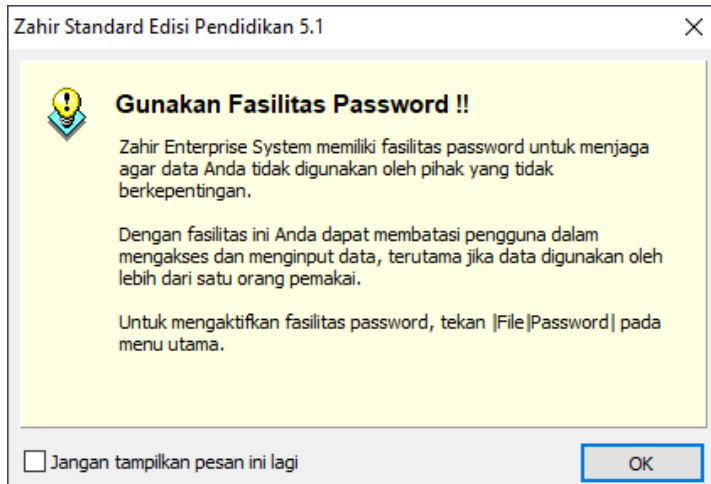 Zahir Standard Edisi Pendidikan 5.1
Gunakan Fasilitas Password !!
Zahir Enterprise System memiliki fasilitas password untuk menjaga
agar data Anda tidak digunakan oleh pihak yang tidak
berkepentingan.
Dengan fasilitas ini Anda dapat membatasi pengguna dalam
mengakses dan menginput data, terutama jika data digunakan oleh
lebih dari satu orang pemakai.
Untuk mengaktifkan fasilitas password, tekan |File|Password| pada
menu utama.
Jangan tampilkan pesan ini lagi
OK